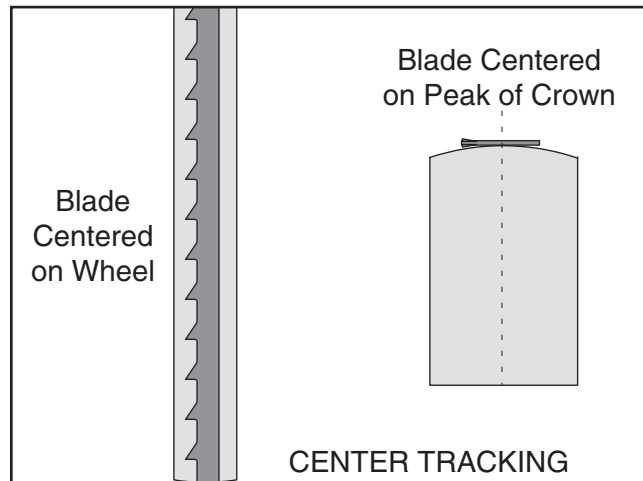 Blade Centered
on Peak of Crown
Blade
Centered
on Wheel
CENTER TRACKING